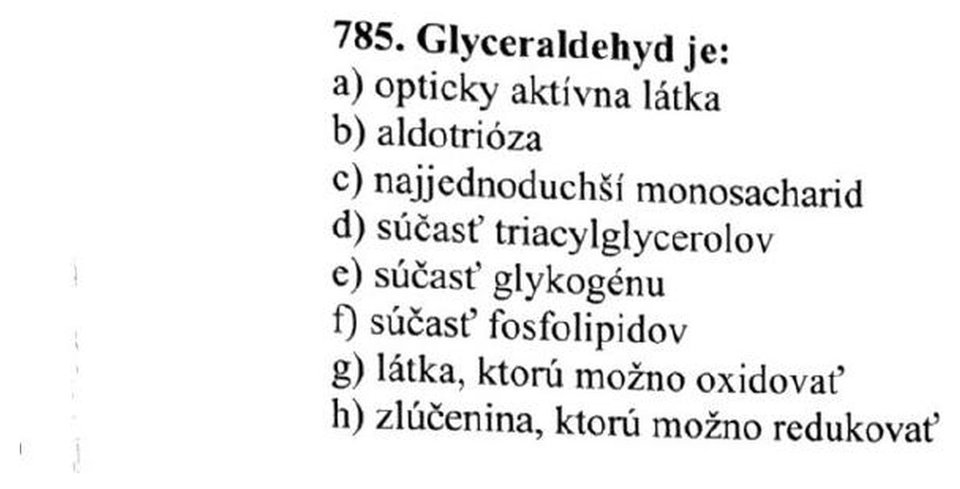 785. Glyceraldehyd je:
a) opticky aktívna látka
b) aldotrióza
c) najjednoduchší monosacharid
d) súčasť triacylglycerolov
e) súčasť glykogénu
f) súčasť fosfolipidov
g) látka, ktorú možno oxidovať
h) zlúčenina, ktorú možno redukovať